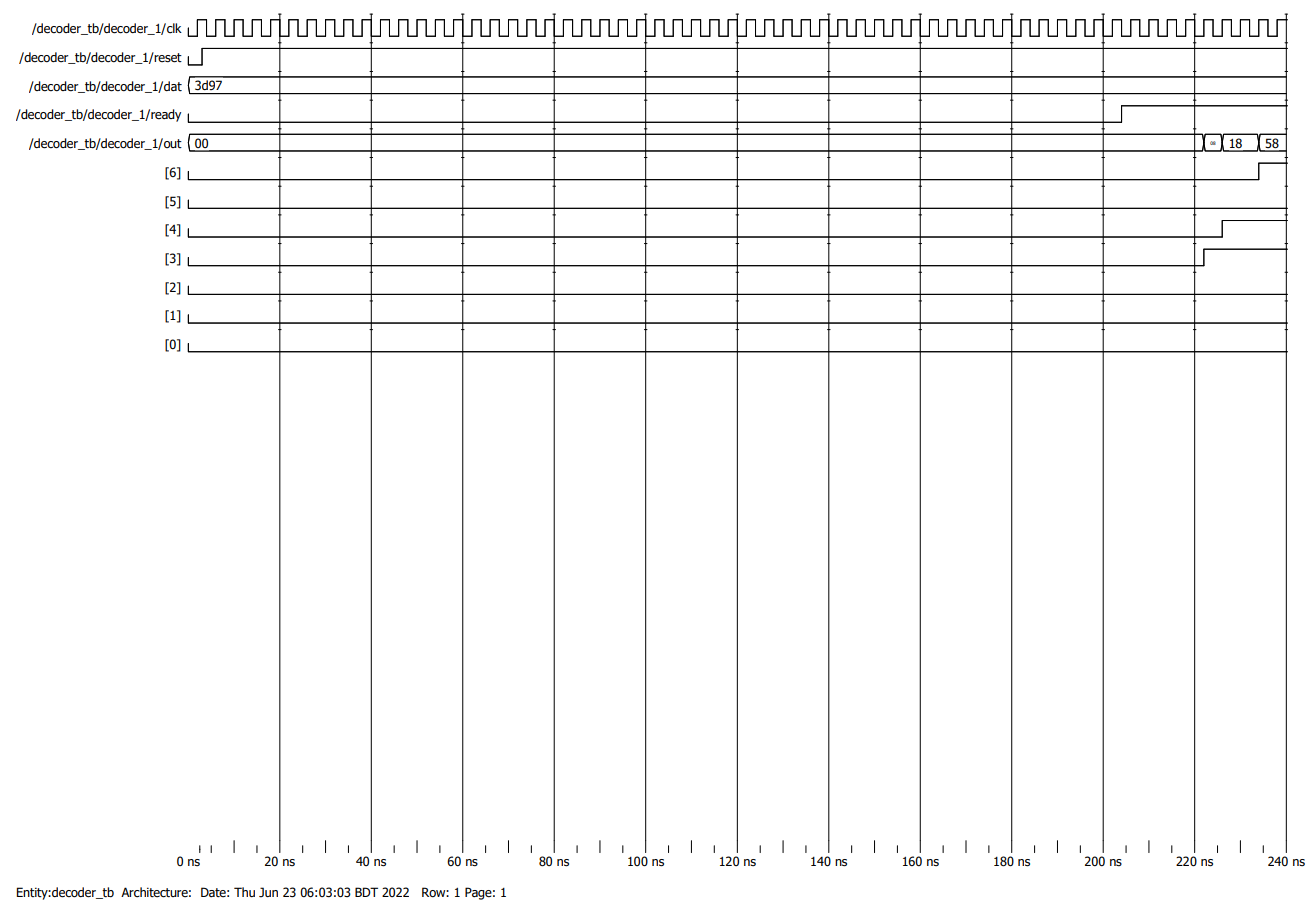 /decoder_tb/decoder_1/clk
/decoder_tb/decoder_1/reset
/decoder_tb/decoder_1/dat 3d97
/decoder_tb/decoder_1/ready
/decoder_tb/decoder_1/out 00 08 18 58
[6]
[5]
[4]
[3]
[2]
[1]
[0]
0 ns 20 ns 40 ns 60 ns 80 ns 100 ns 120 ns 140 ns 160 ns 180 ns 200 ns 220 ns 240 ns
Entity:decoder_tb Architecture: Date: Thu Jun 23 06:03:03 BDT 2022 Row: 1 Page: 1